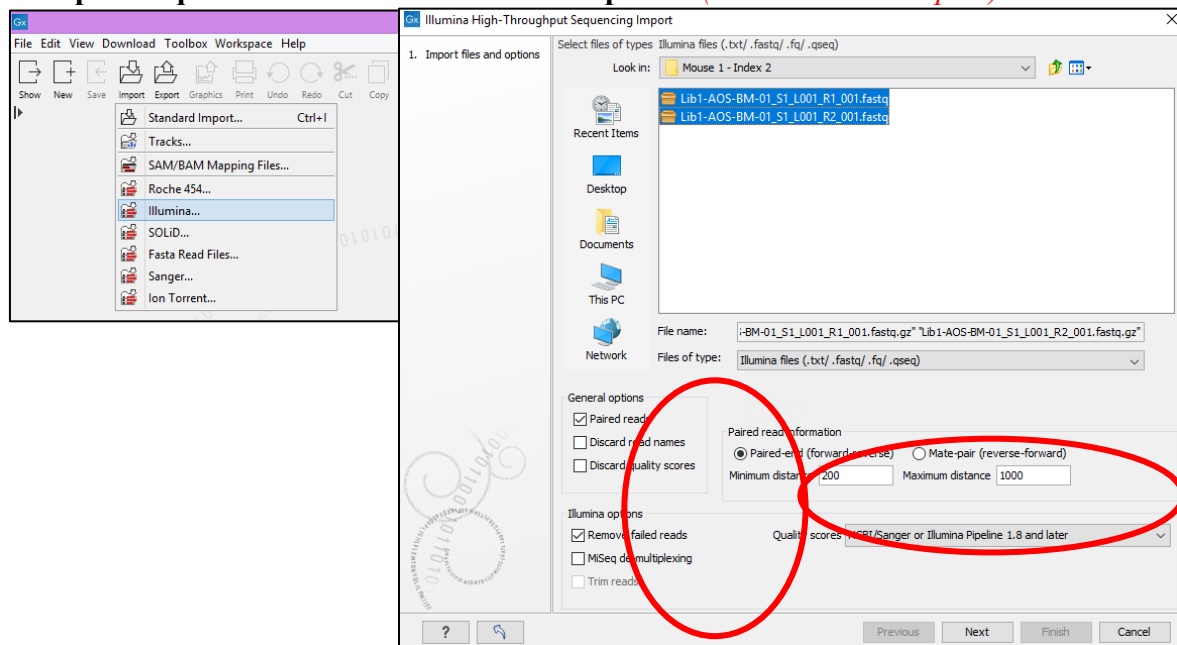 Gx
File Edit View Download Toolbox Workspace Help
Show New Save Import Export Graphics Print Undo Redo Cut Copy
Standard Import... Ctrl+I
Tracks...
SAM/BAM Mapping Files...
Roche 454...
Illumina...
SOLiD...
Fasta Read Files...
Sanger...
Ion Torrent...
Gx Illumina High-Throughput Sequencing Import
1. Import files and options
Select files of types Illumina files (.txt/ .fastq/ .fq/ .qseq)
Look in: Mouse 1 - Index 2
Lib1-AOS-BM-01_S1_L001_R1_001.fastq
Lib1-AOS-BM-01_S1_L001_R2_001.fastq
Recent Items
Desktop
Documents
This PC
Network
File name: -BM-01_S1_L001_R1_001.fastq.gz" "Lib1-AOS-BM-01_S1_L001_R2_001.fastq.gz"
Files of type: Illumina files (.txt/ .fastq/ .fq/ .qseq)
General options
Paired reads
Discard read names
Discard quality scores
Paired read information
Paired-end (forward-reverse) Mate-pair (reverse-forward)
Minimum distance 200 Maximum distance 1000
Illumina options
Remove failed reads
Quality scores NCBI/Sanger or Illumina Pipeline 1.8 and later
MiSeq de-multiplexing
Trim reads
? Previous Next Finish Cancel